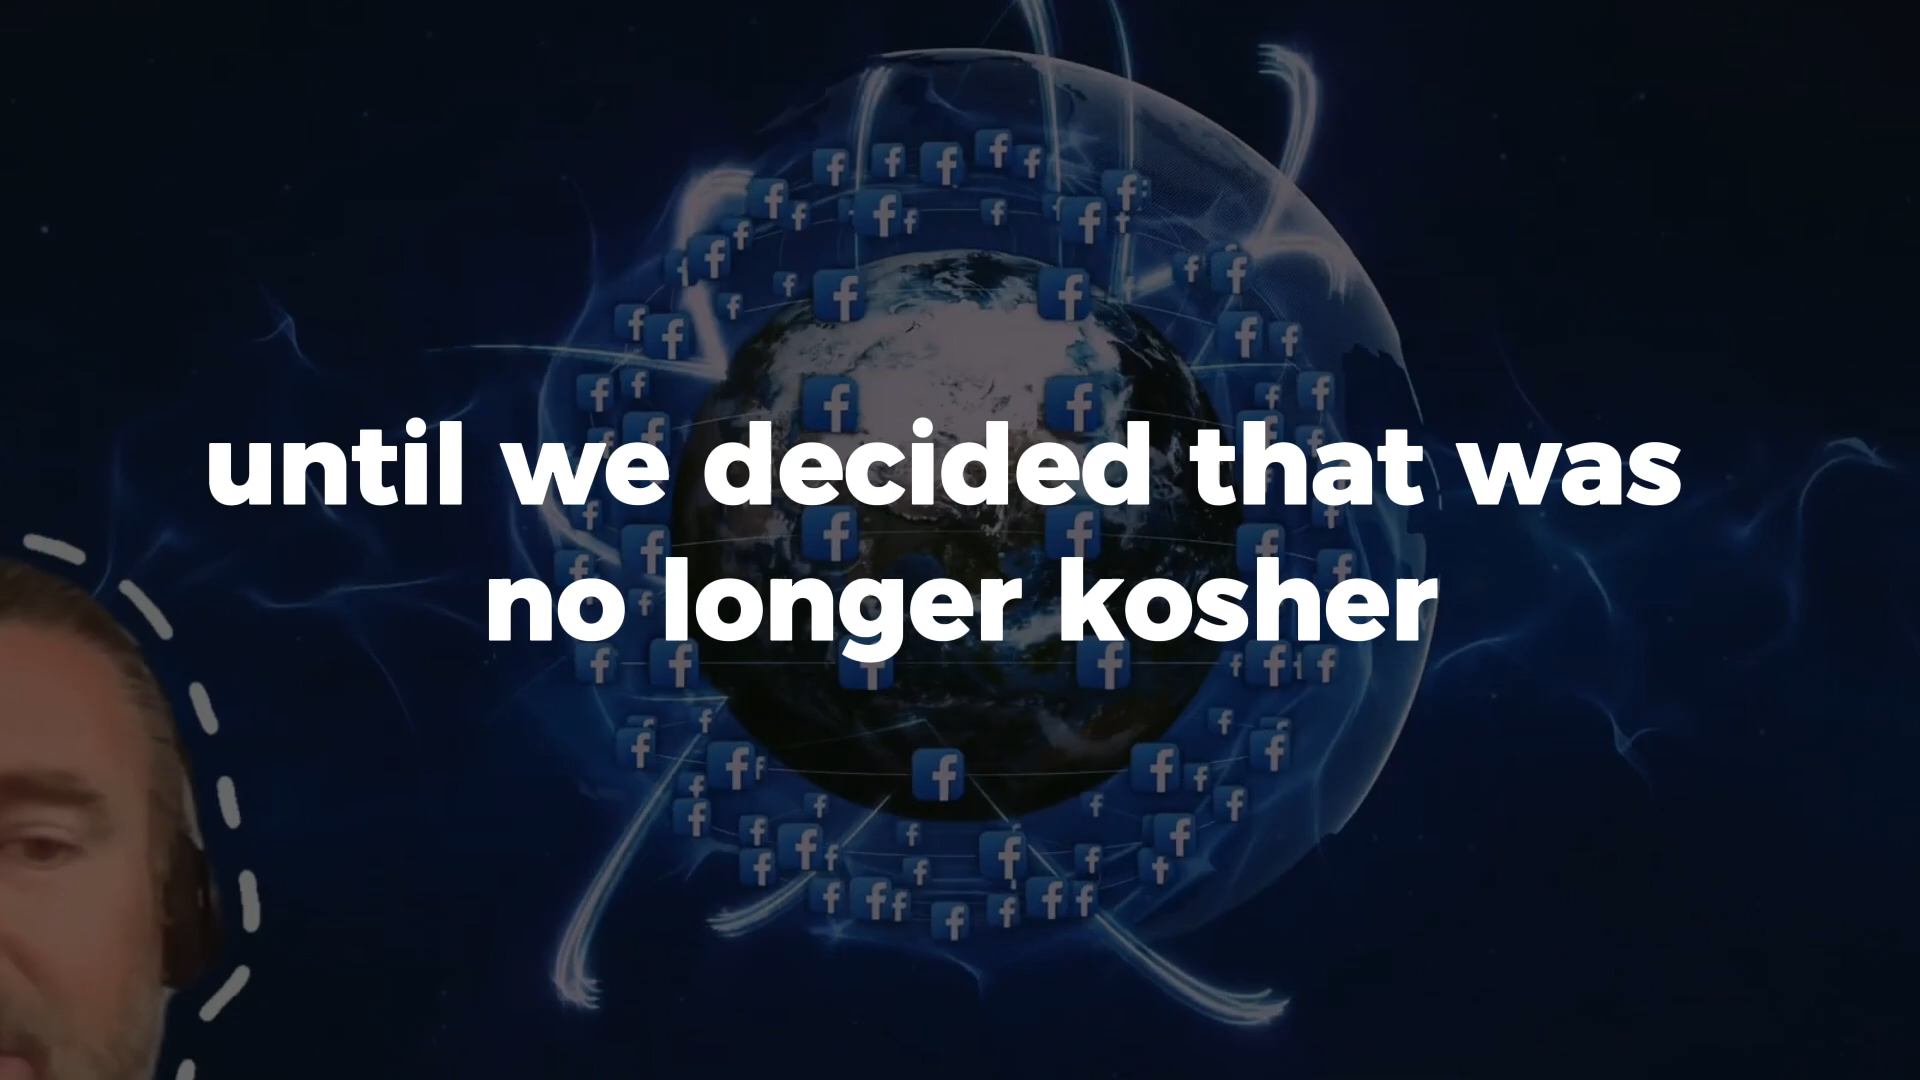 until we decided that was
no longer kosher